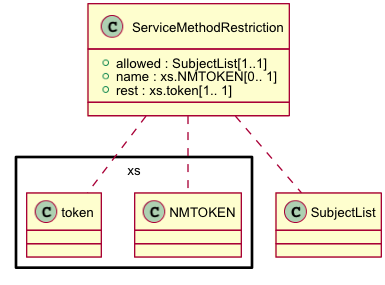 C ServiceMethodRestriction
allowed : SubjectList[1..1]
name : xs.NMTOKEN[0.. 1]
rest : xs.token[1.. 1]
xs
C token
C NMTOKEN
C SubjectList